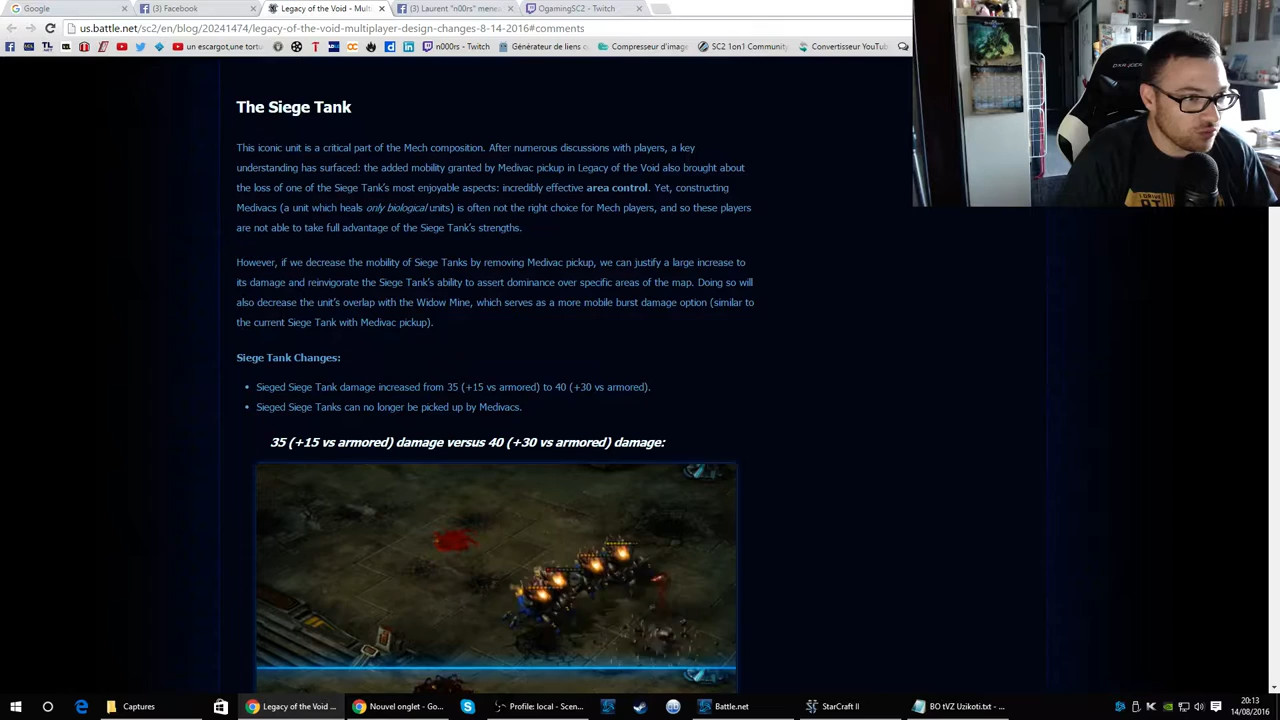 Google
(3) Facebook
Legacy of the Void - Mult
(3) Laurent "n00rs" menez
OgamingSC2 - Twitch
us.battle.net/sc2/en/blog/20241474/legacy-of-the-void-multiplayer-design-changes-8-14-2016#comments
un escargot,une tortu
n000rs - Twitch
Générateur de liens o
Compresseur d'imag
SC2 1on1 Community
Convertisseur YouTu
The Siege Tank
This iconic unit is a critical part of the Mech composition. After numerous discussions with players, a key
understanding has surfaced: the added mobility granted by Medivac pickup in Legacy of the Void also brought about
the loss of one of the Siege Tank's most enjoyable aspects: incredibly effective area control. Yet, constructing
Medivacs (a unit which heals only biological units) is often not the right choice for Mech players, and so these players
are not able to take full advantage of the Siege Tank's strengths.
However, if we decrease the mobility of Siege Tanks by removing Medivac pickup, we can justify a large increase to
its damage and reinvigorate the Siege Tank's ability to assert dominance over specific areas of the map. Doing so will
also decrease the unit's overlap with the Widow Mine, which serves as a more mobile burst damage option (similar to
the current Siege Tank with Medivac pickup).
Siege Tank Changes:
Sieged Siege Tank damage increased from 35 (+15 vs armored) to 40 (+30 vs armored).
Sieged Siege Tanks can no longer be picked up by Medivacs.
35 (+15 vs armored) damage versus 40 (+30 vs armored) damage:
Captures
Legacy of the Void ...
Nouvel onglet - Go...
Profile: local - Scen...
Battle.net
StarCraft II
BO tVZ Uzikoti.txt - ...
20:13
14/08/2016